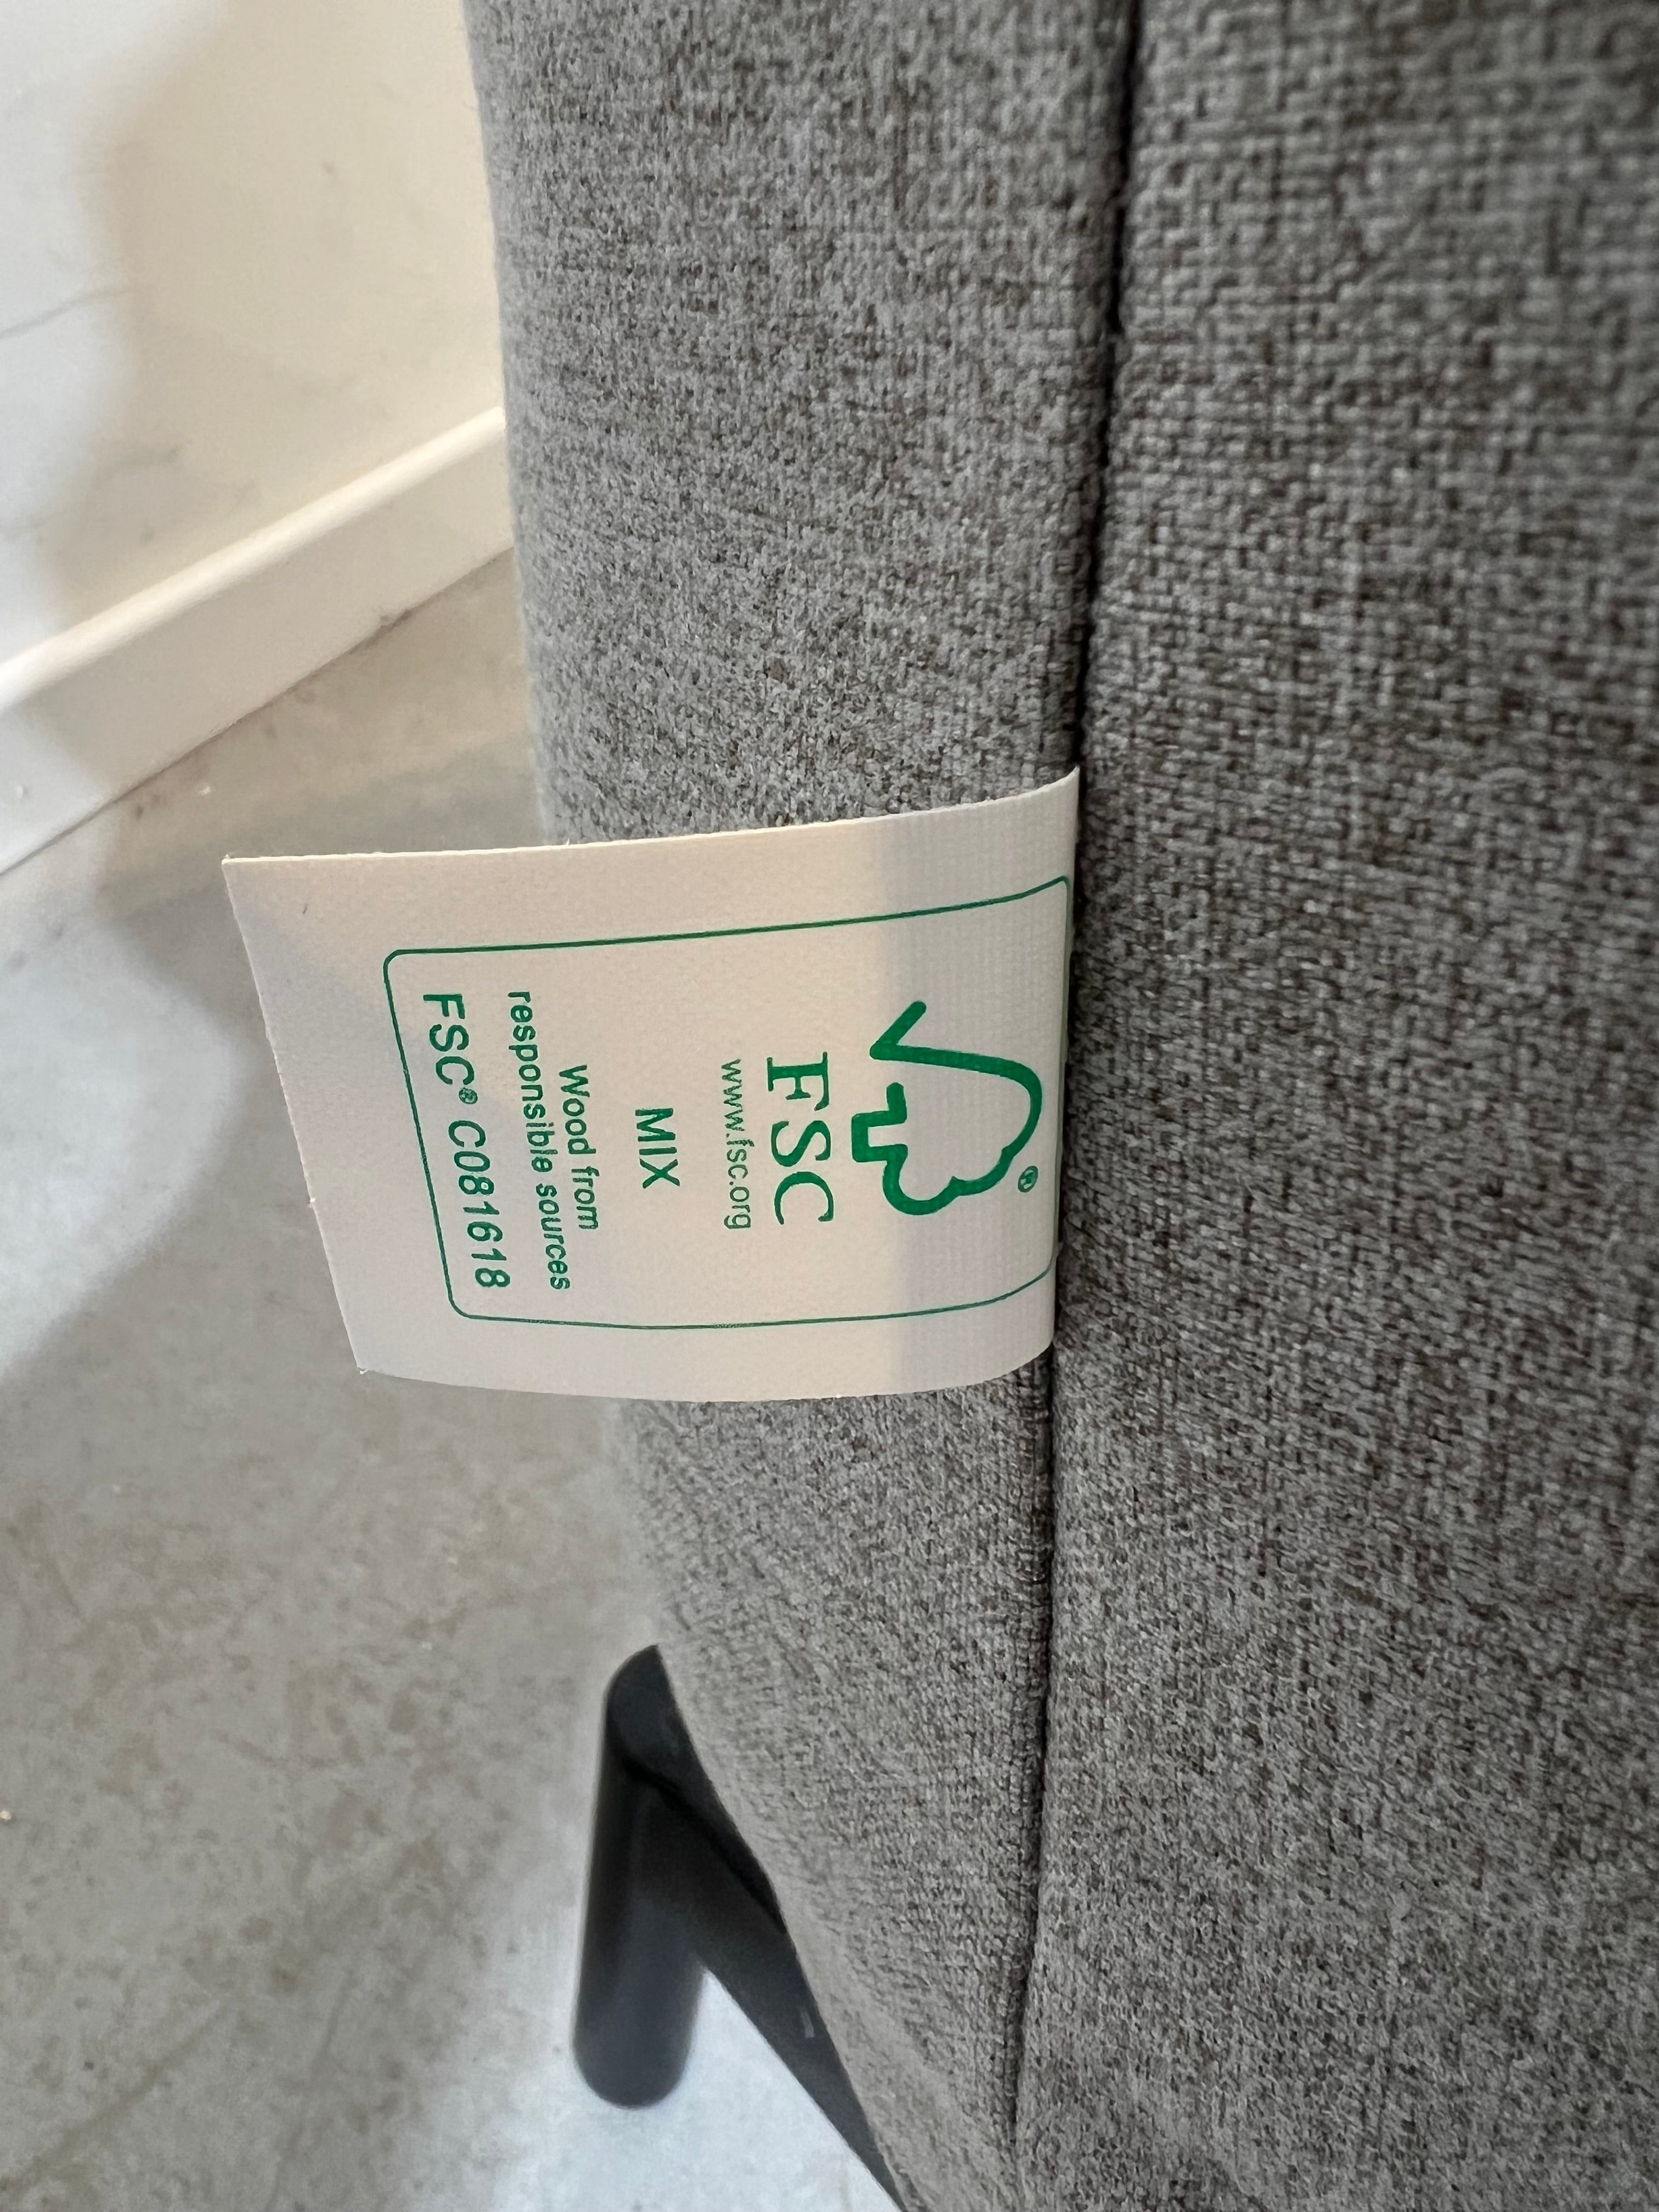 ®
FSC
www.fsc.org
MIX
Wood from
responsible sources
FSC® C081618